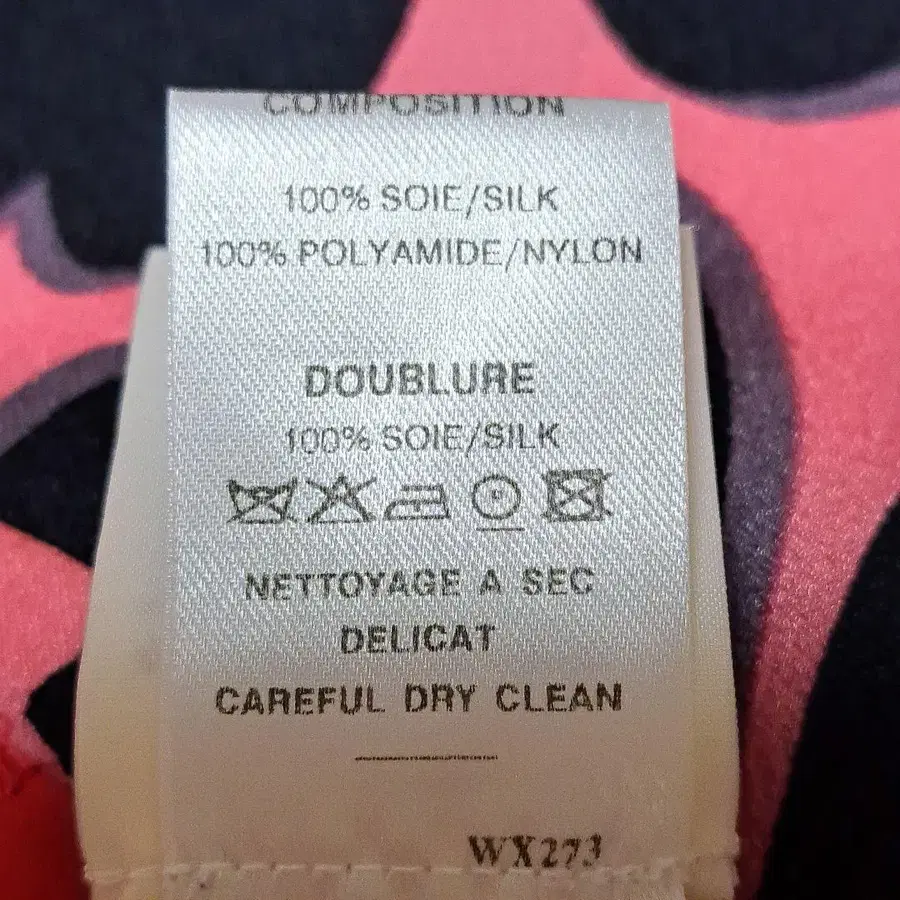 COMPOSITION
100% SOIE/SILK
100% POLYAMIDE/NYLON
DOUBLURE
100% SOIE/SILK
NETTOYAGE A SEC
DELICAT
CAREFUL DRY CLEAN
WX273